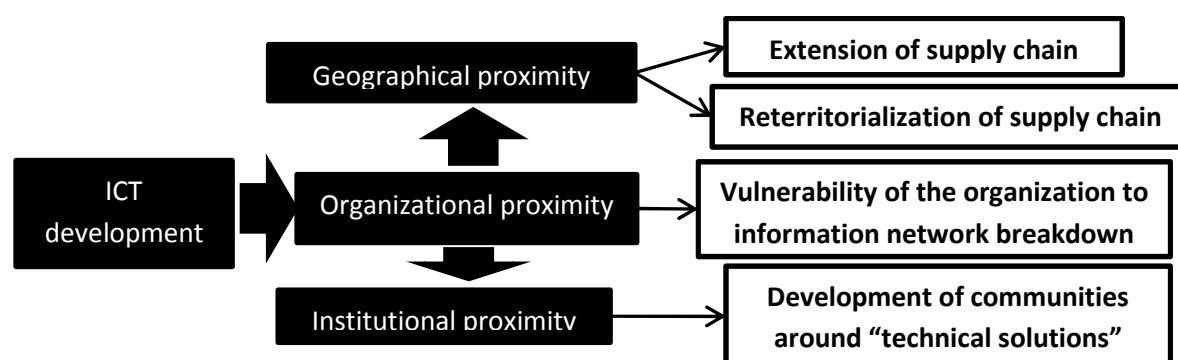 Extension of supply chain
Geographical proximity
Reterritorialization of supply chain
ICT
development
Organizational proximity
Vulnerability of the organization to
information network breakdown
Institutional proximity
Development of communities
around “technical solutions”